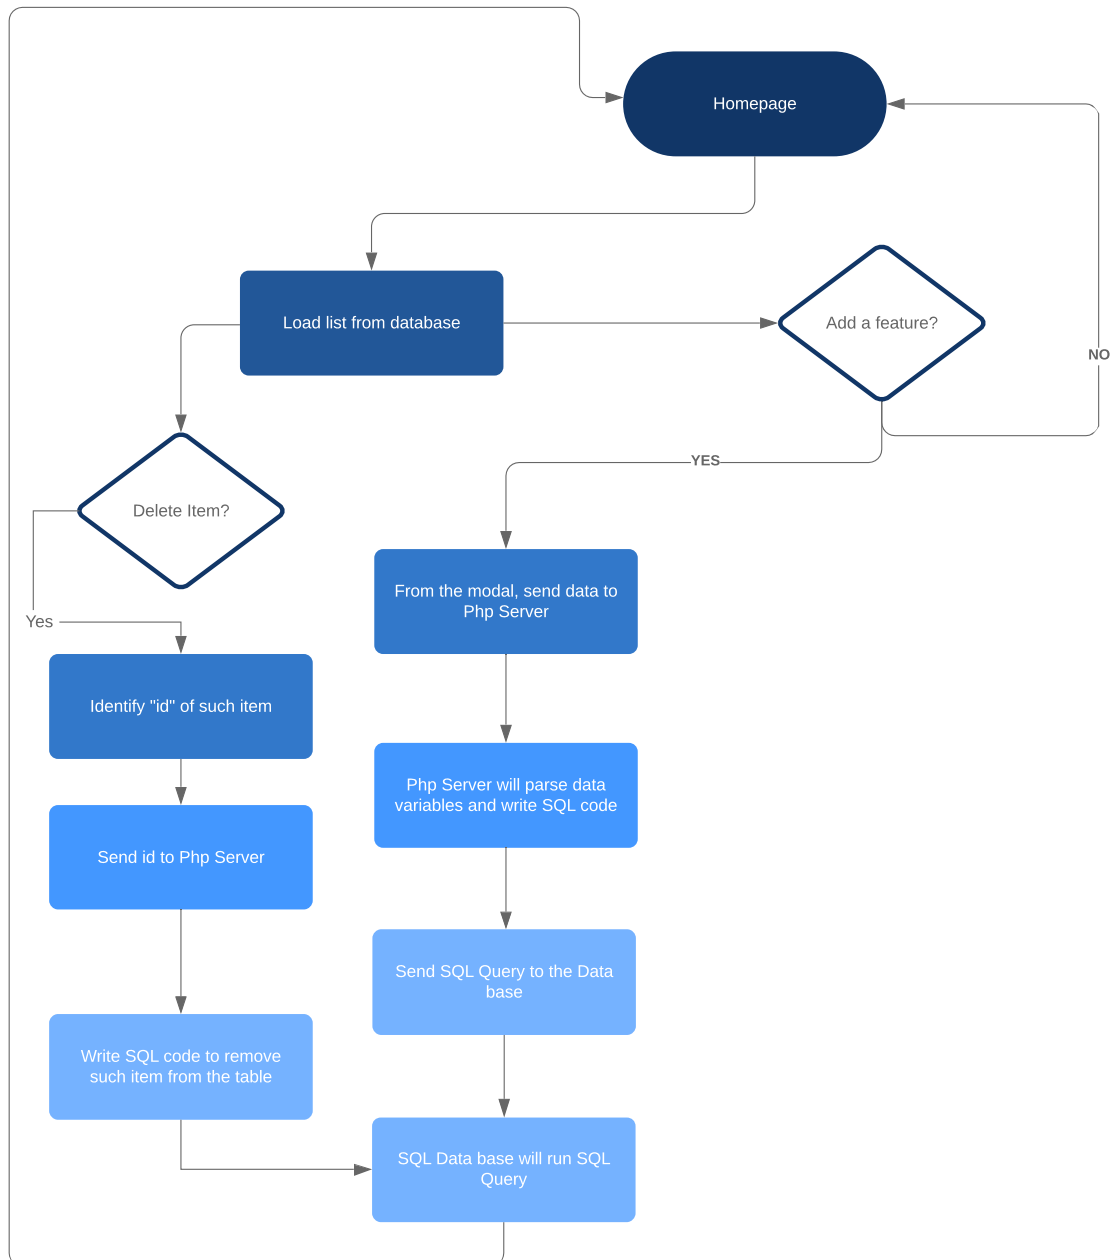 Homepage
Load list from database
Add a feature?
NO
YES
Delete Item?
Yes
From the modal, send data to
Php Server
Identify "id" of such item
Php Server will parse data
variables and write SQL code
Send id to Php Server
Send SQL Query to the Data
base
Write SQL code to remove
such item from the table
SQL Data base will run SQL
Query